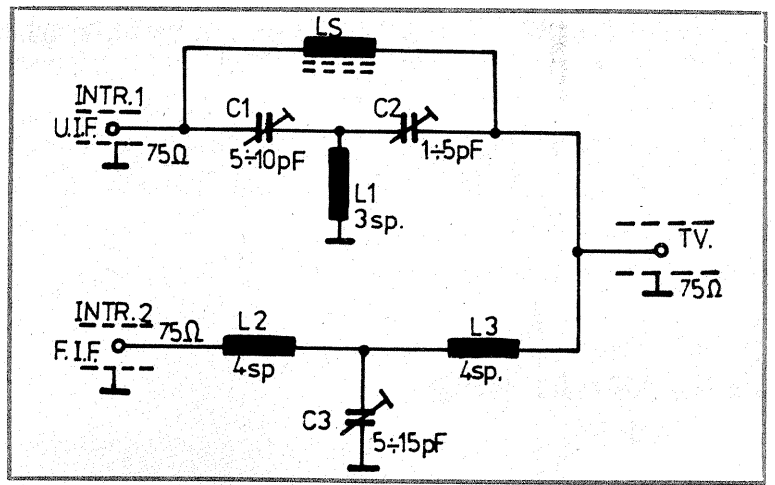 LS
INTR.1
U.I.F.
75Ω
C1
5÷10pF
C2
1÷5pF
L1
3sp.
TV.
75Ω
INTR.2
F.I.F.
75Ω
L2
4sp
L3
4sp.
C3
5÷15pF